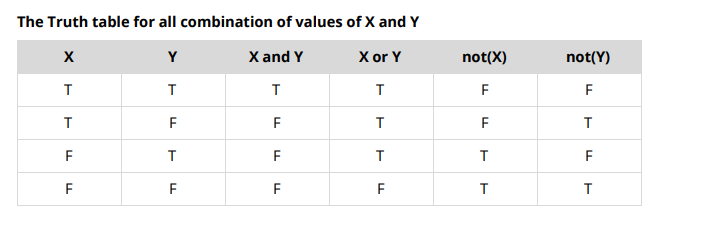 The Truth table for all combination of values of X and Y
X Y X and Y X or Y not(X) not(Y)
T T T T F F
T F F T F T
F T F T T F
F F F F T T